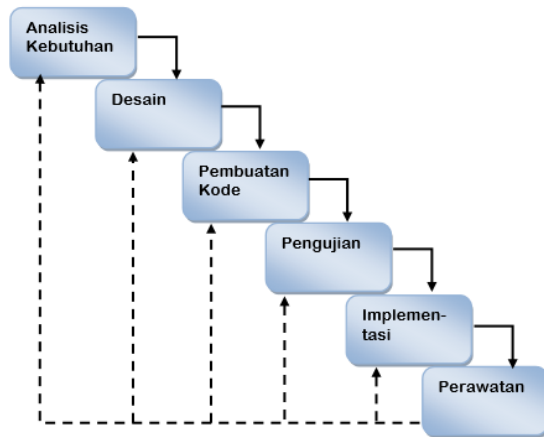 Analisis
Kebutuhan
Desain
Pembuatan
Kode
Pengujian
Implemen-
tasi
Perawatan